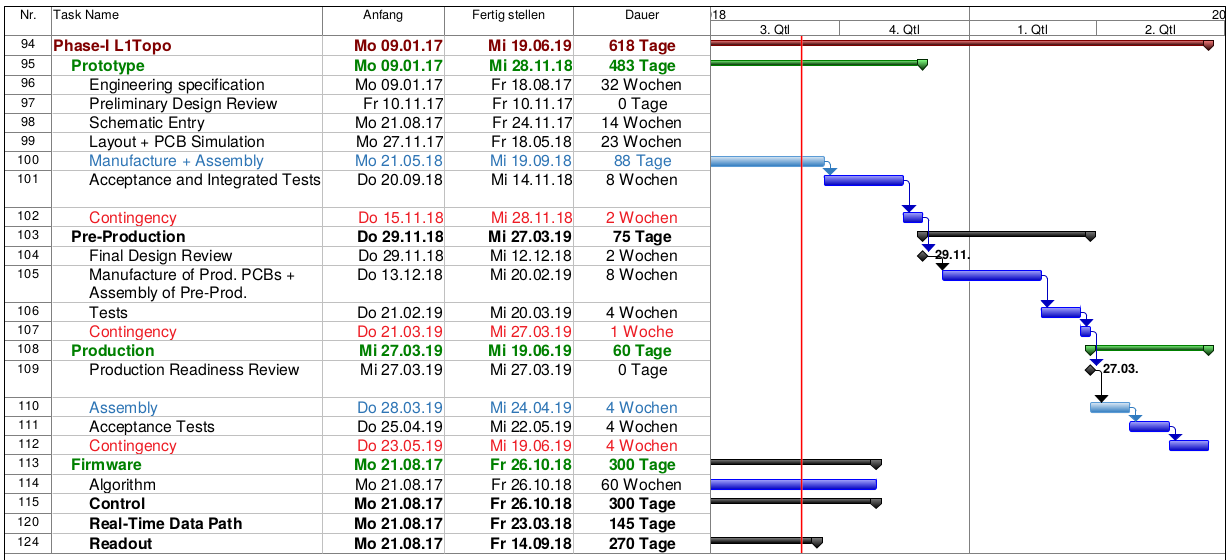 Nr. Task Name Anfang Fertig stellen Dauer 018 20
3. Qtl 4. Qtl 1. Qtl 2. Qtl
94 Phase-I L1Topo Mo 09.01.17 Mi 19.06.19 618 Tage
95 Prototype Mo 09.01.17 Mi 28.11.18 483 Tage
96 Engineering specification Mo 09.01.17 Fr 18.08.17 32 Wochen
97 Preliminary Design Review Fr 10.11.17 Fr 10.11.17 0 Tage
98 Schematic Entry Mo 21.08.17 Fr 24.11.17 14 Wochen
99 Layout + PCB Simulation Mo 27.11.17 Fr 18.05.18 23 Wochen
100 Manufacture + Assembly Mo 21.05.18 Mi 19.09.18 88 Tage
101 Acceptance and Integrated Tests Do 20.09.18 Mi 14.11.18 8 Wochen
102 Contingency Do 15.11.18 Mi 28.11.18 2 Wochen
103 Pre-Production Do 29.11.18 Mi 27.03.19 75 Tage
104 Final Design Review Do 29.11.18 Mi 12.12.18 2 Wochen 29.11.
105 Manufacture of Prod. PCBs + Do 13.12.18 Mi 20.02.19 8 Wochen
Assembly of Pre-Prod.
106 Tests Do 21.02.19 Mi 20.03.19 4 Wochen
107 Contingency Do 21.03.19 Mi 27.03.19 1 Woche
108 Production Mi 27.03.19 Mi 19.06.19 60 Tage
109 Production Readiness Review Mi 27.03.19 Mi 27.03.19 0 Tage 27.03.
110 Assembly Do 28.03.19 Mi 24.04.19 4 Wochen
111 Acceptance Tests Do 25.04.19 Mi 22.05.19 4 Wochen
112 Contingency Do 23.05.19 Mi 19.06.19 4 Wochen
113 Firmware Mo 21.08.17 Fr 26.10.18 300 Tage
114 Algorithm Mo 21.08.17 Fr 26.10.18 60 Wochen
115 Control Mo 21.08.17 Fr 26.10.18 300 Tage
120 Real-Time Data Path Mo 21.08.17 Fr 23.03.18 145 Tage
124 Readout Mo 21.08.17 Fr 14.09.18 270 Tage